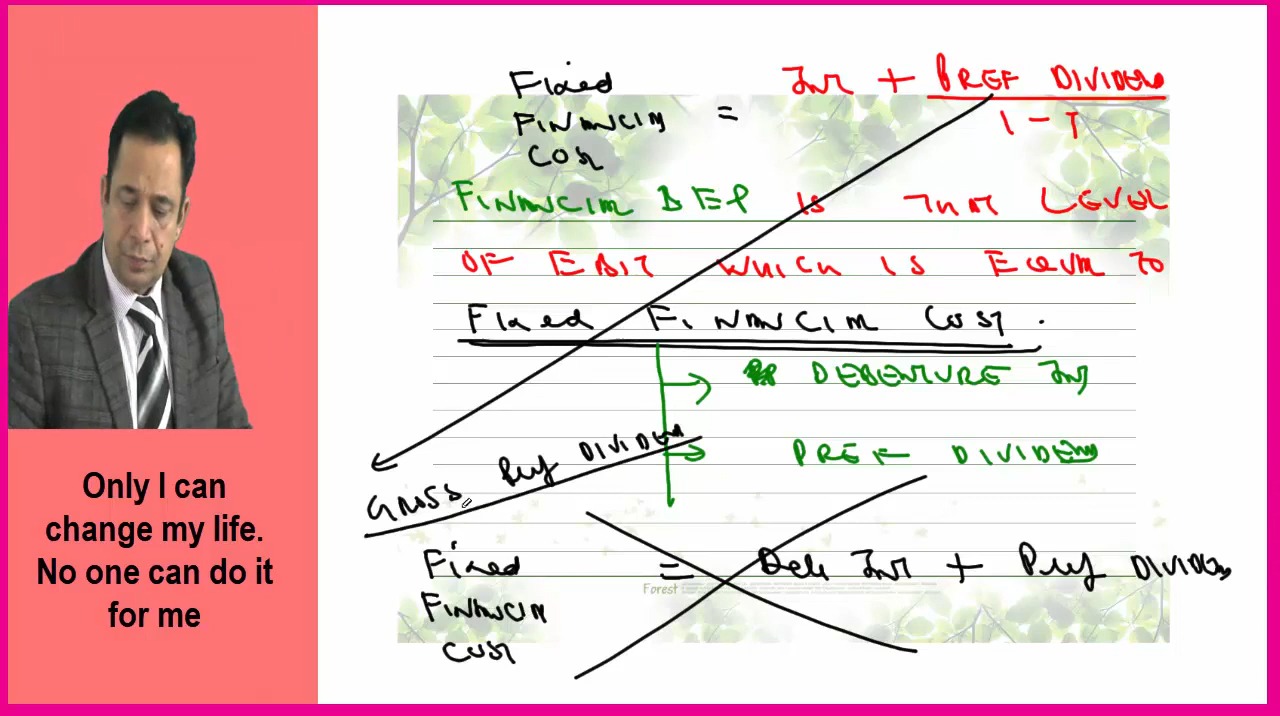 Fixed
FINANCIAL
COST
=
Int + PREF DIVIDEND
1 - T
FINANCIAL BEP IS THAT LEVEL
OF EBIT WHICH IS EQUAL TO
Fixed FINANCIAL COST.
DEBENTURE Int
PREF DIVIDEND
GROSS Pref DIVIDEND
Fixed
FINANCIAL
COST
= Deb Int + Pref DIVIDEND
Forest
Only I can
change my life.
No one can do it
for me